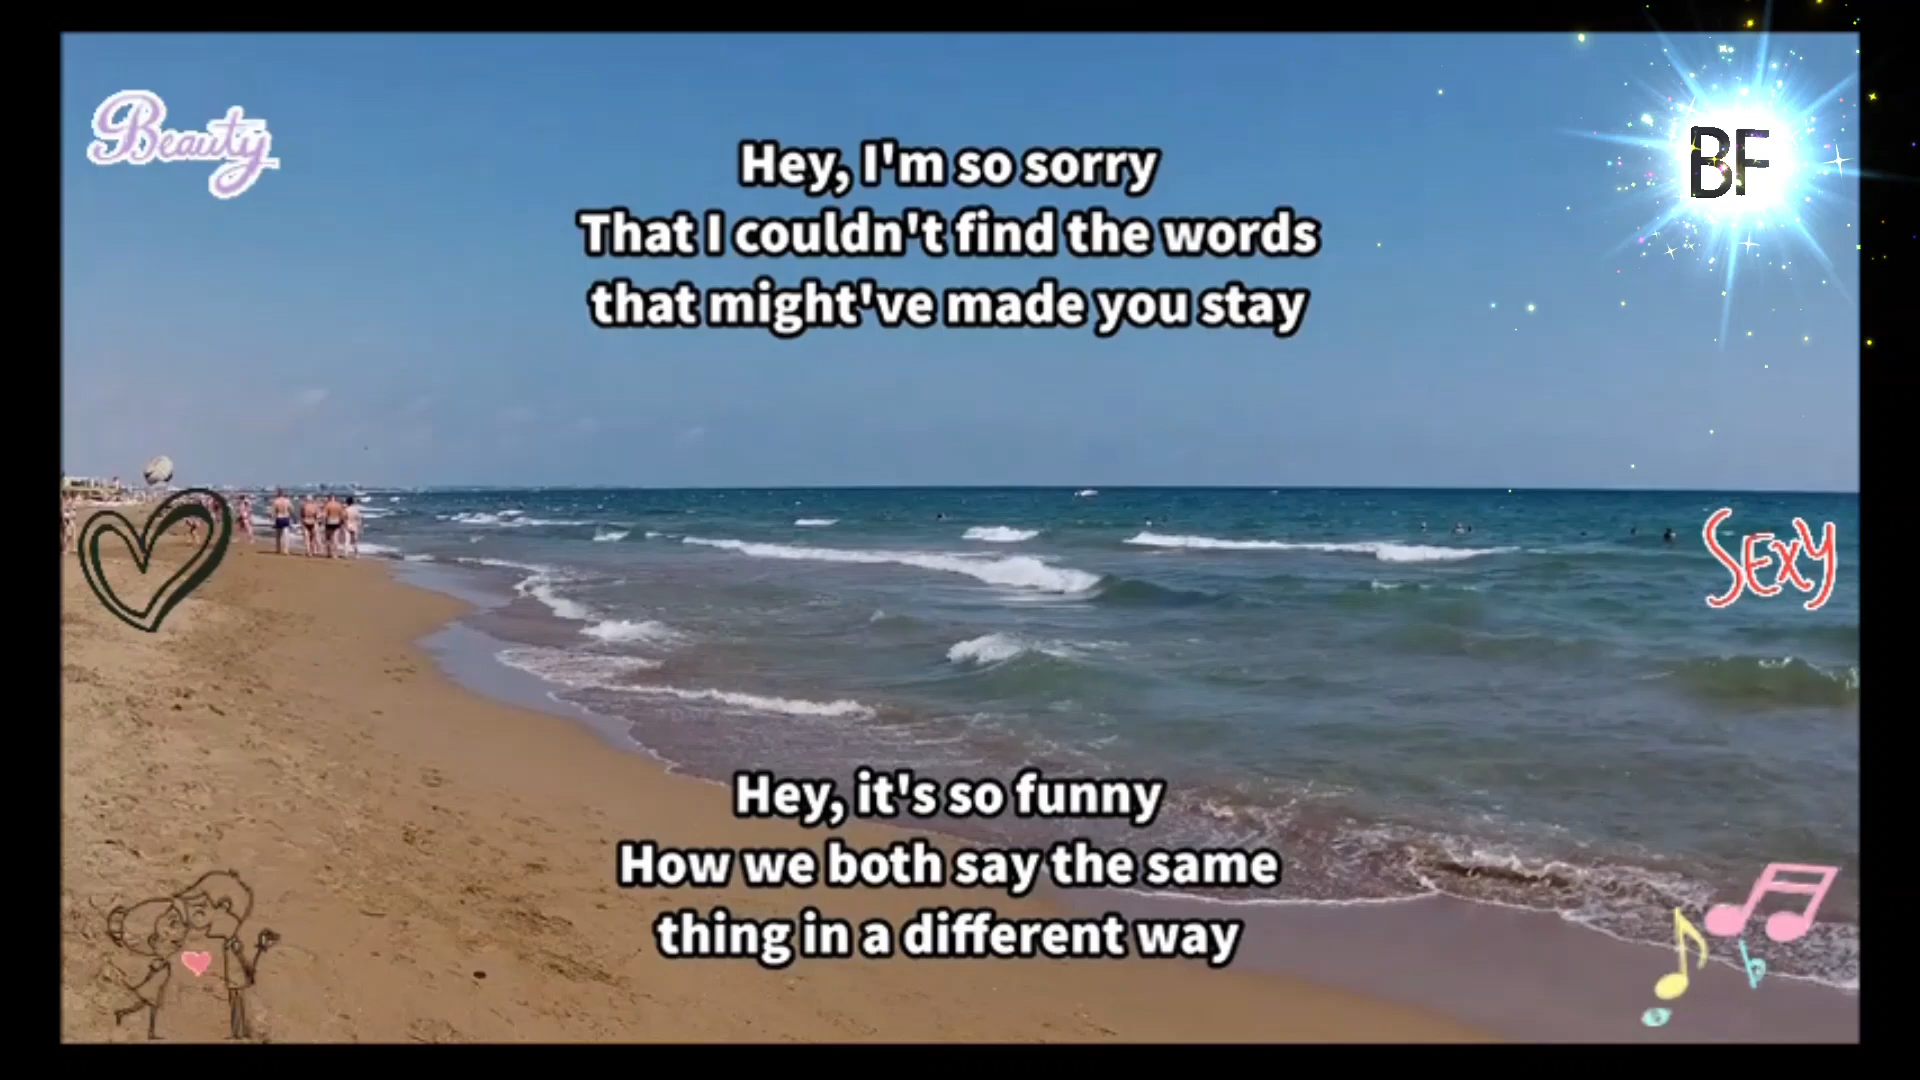 Beauty
BF
Hey, I'm so sorry
That I couldn't find the words
that might've made you stay
SEXY
Hey, it's so funny
How we both say the same
thing in a different way